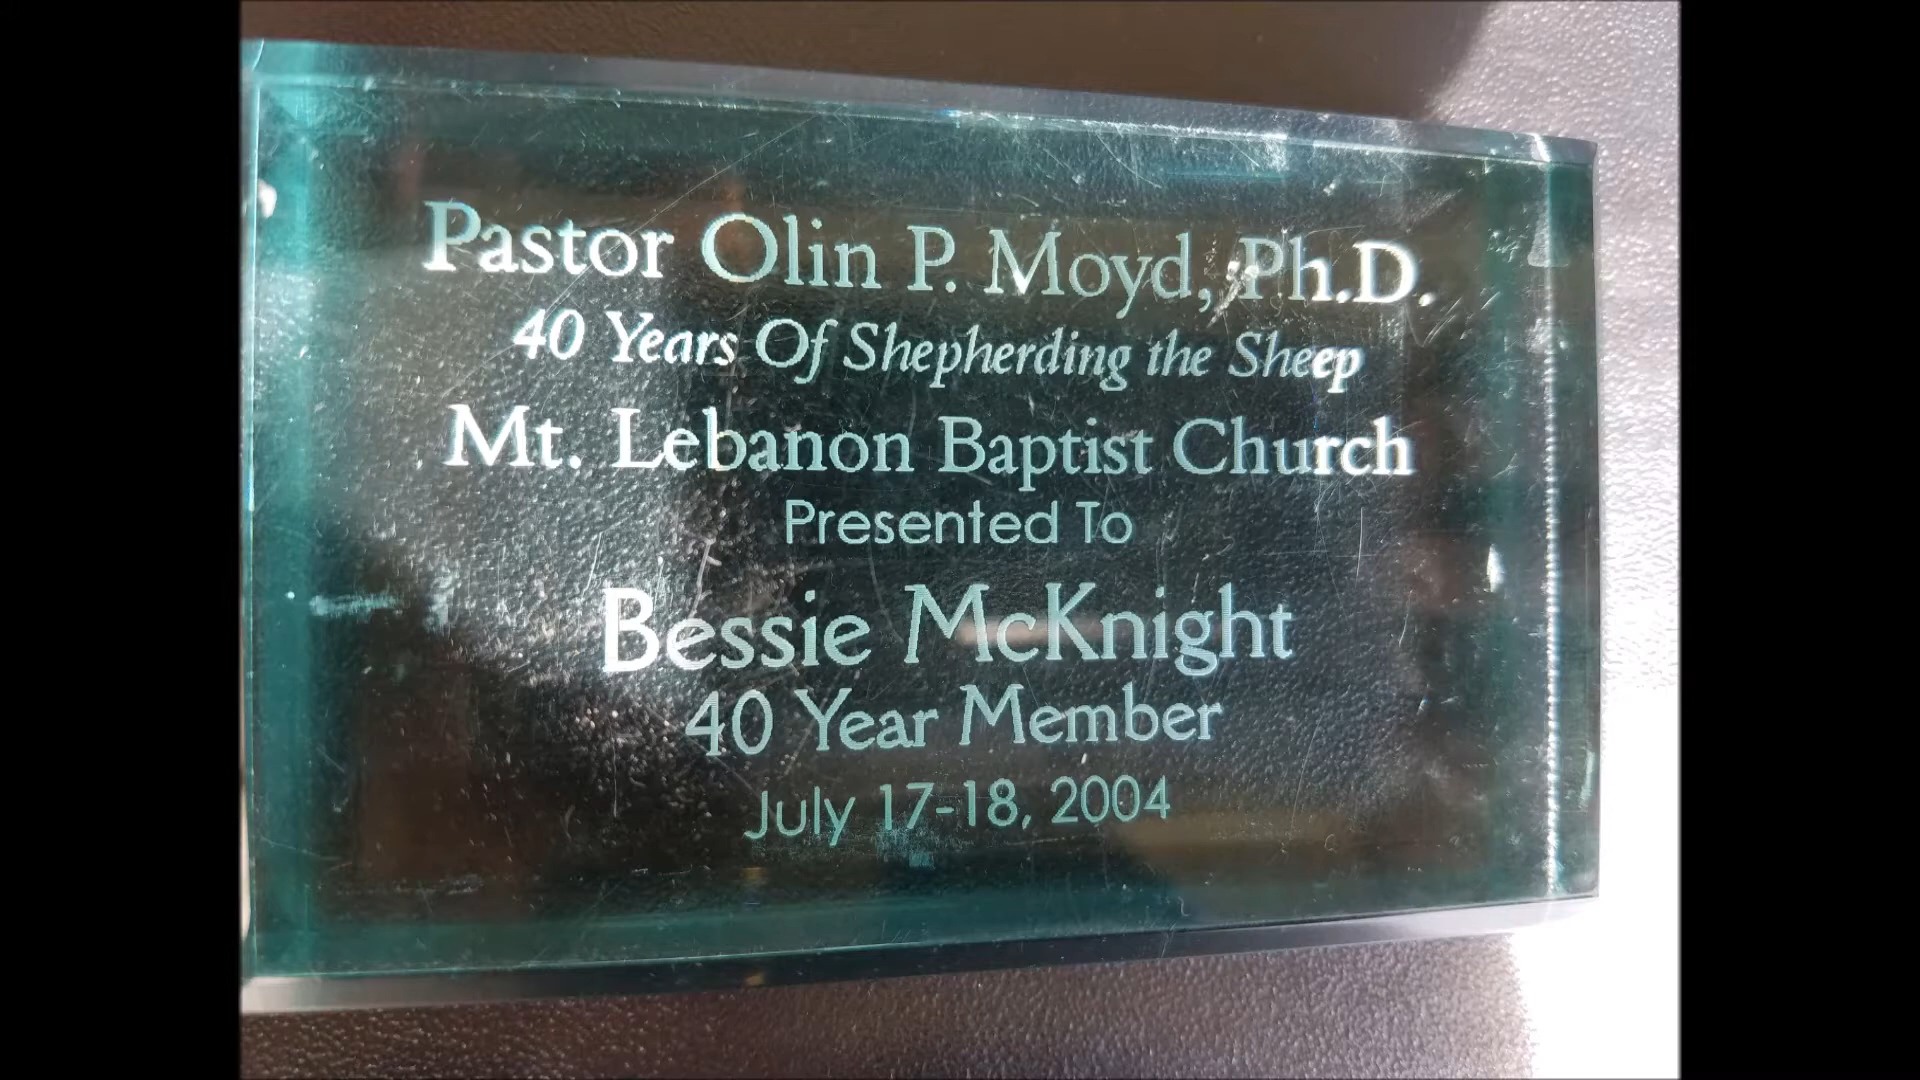 Pastor Olin P. Moyd, Ph.D.
40 Years Of Shepherding the Sheep
Mt. Lebanon Baptist Church
Presented To
Bessie McKnight
40 Year Member
July 17-18, 2004